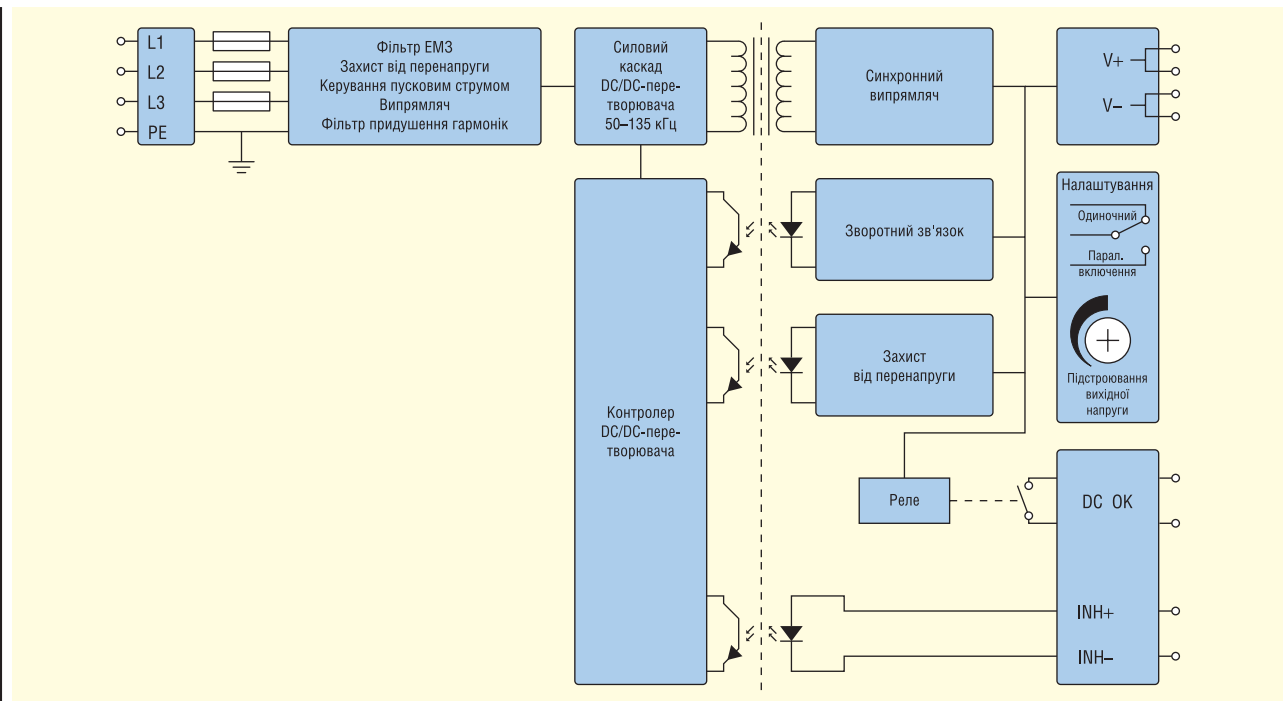 L1
L2
L3
PE
Фільтр ЕМЗ
Захист від перенапруги
Керування пусковим струмом
Випрямляч
Фільтр придушення гармонік
Силовий
каскад
DC/DC-пере-
творювача
50–135 кГц
Синхронний
випрямляч
V+
V–
Зворотний зв'язок
Налаштування
Одиночний
Парал.
включення
Підстроювання
вихідної
напруги
Захист
від перенапруги
Контролер
DC/DC-пере-
творювача
Реле
DC OK
INH+
INH–